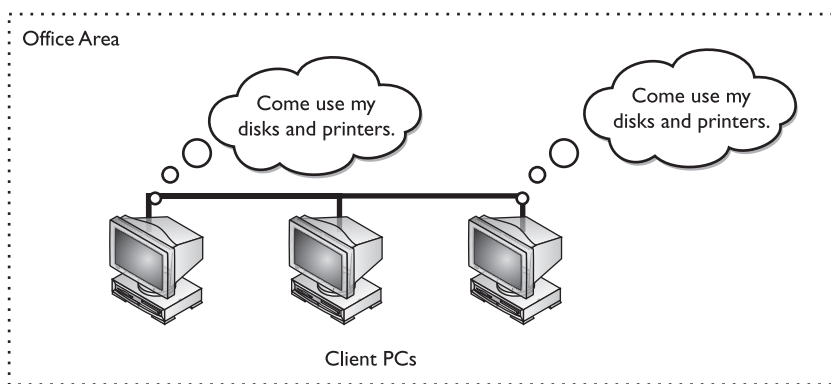 Office Area
Come use my
disks and printers.
Come use my
disks and printers.
Client PCs